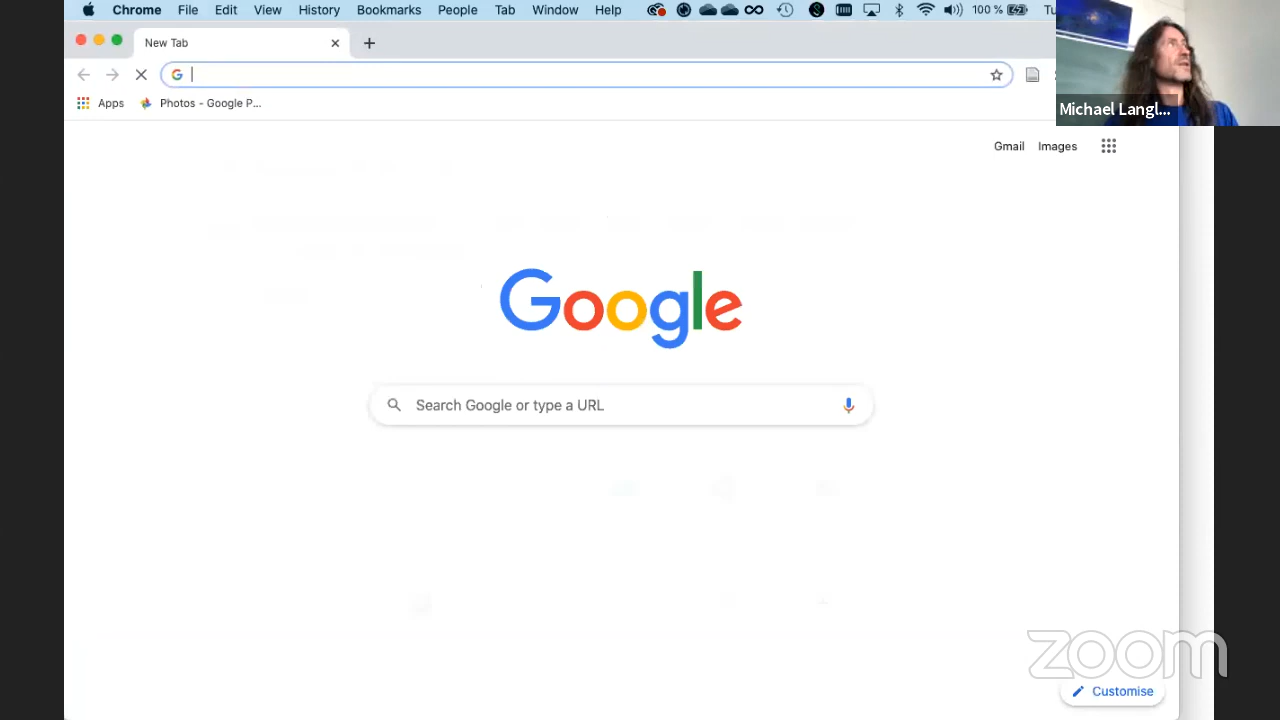 Chrome File Edit View History Bookmarks People Tab Window Help 100 % Tu
New Tab
Apps Photos - Google P...
Michael Langl...
Gmail Images
Google
Search Google or type a URL
zoom
Customise